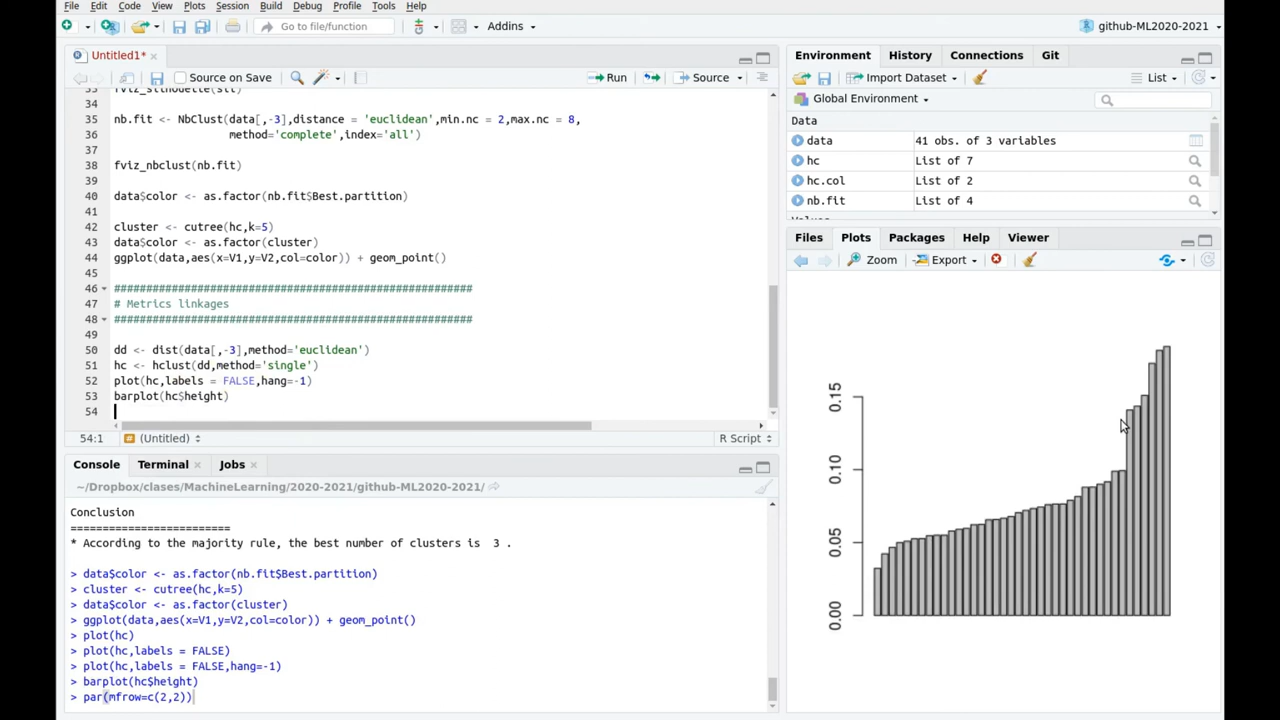 File Edit Code View Plots Session Build Debug Profile Tools Help
Go to file/function Addins github-ML2020-2021
Untitled1*
Source on Save Run Source
33 fviz_silhouette(sil)
34
35 nb.fit <- NbClust(data[,-3],distance = 'euclidean',min.nc = 2,max.nc = 8,
36 method='complete',index='all')
37
38 fviz_nbclust(nb.fit)
39
40 data$color <- as.factor(nb.fit$Best.partition)
41
42 cluster <- cutree(hc,k=5)
43 data$color <- as.factor(cluster)
44 ggplot(data,aes(x=V1,y=V2,col=color)) + geom_point()
45
46 ########################################################
47 # Metrics linkages
48 ########################################################
49
50 dd <- dist(data[,-3],method='euclidean')
51 hc <- hclust(dd,method='single')
52 plot(hc,labels = FALSE,hang=-1)
53 barplot(hc$height)
54
54:1 # (Untitled) R Script
Console Terminal Jobs
~/Dropbox/clases/MachineLearning/2020-2021/github-ML2020-2021/
Conclusion
=========================
* According to the majority rule, the best number of clusters is 3 .
> data$color <- as.factor(nb.fit$Best.partition)
> cluster <- cutree(hc,k=5)
> data$color <- as.factor(cluster)
> ggplot(data,aes(x=V1,y=V2,col=color)) + geom_point()
> plot(hc)
> plot(hc,labels = FALSE)
> plot(hc,labels = FALSE,hang=-1)
> barplot(hc$height)
> par(mfrow=c(2,2))
Environment History Connections Git
Import Dataset List
Global Environment
Data
data 41 obs. of 3 variables
hc List of 7
hc.col List of 2
nb.fit List of 4
Files Plots Packages Help Viewer
Zoom Export
0.15
0.10
0.05
0.00